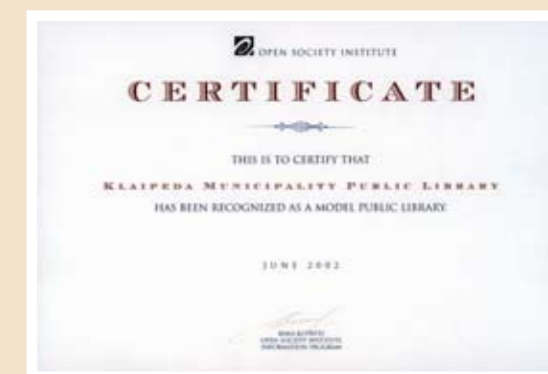 OPEN SOCIETY INSTITUTE
CERTIFICATE
THIS IS TO CERTIFY THAT
KLAIPEDA MUNICIPALITY PUBLIC LIBRARY
HAS BEEN RECOGNIZED AS A MODEL PUBLIC LIBRARY.
JUNE 2002
OPEN SOCIETY INSTITUTE
INFORMATION PROGRAM